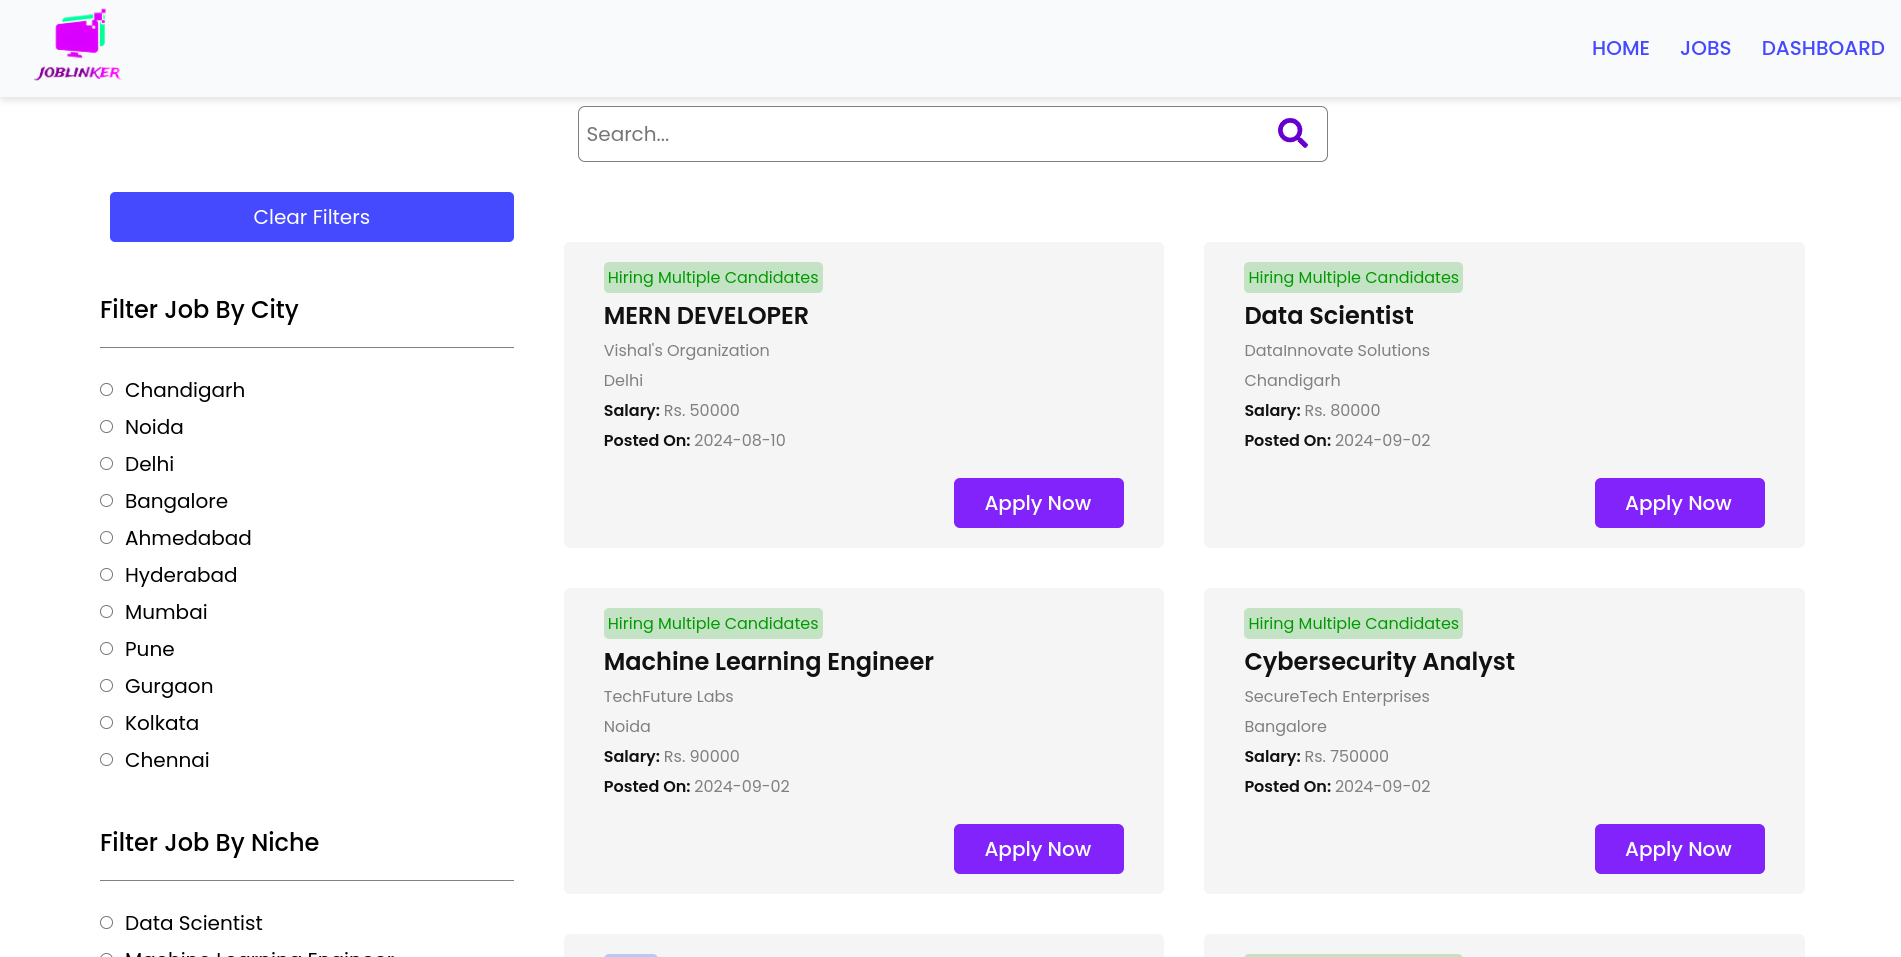 JOBLINKER
HOME
JOBS
DASHBOARD
Search...
Clear Filters
Filter Job By City
Chandigarh
Noida
Delhi
Bangalore
Ahmedabad
Hyderabad
Mumbai
Pune
Gurgaon
Kolkata
Chennai
Filter Job By Niche
Data Scientist
Machine Learning Engineer
Hiring Multiple Candidates
MERN DEVELOPER
Vishal's Organization
Delhi
Salary: Rs. 50000
Posted On: 2024-08-10
Apply Now
Hiring Multiple Candidates
Data Scientist
DataInnovate Solutions
Chandigarh
Salary: Rs. 80000
Posted On: 2024-09-02
Apply Now
Hiring Multiple Candidates
Machine Learning Engineer
TechFuture Labs
Noida
Salary: Rs. 90000
Posted On: 2024-09-02
Apply Now
Hiring Multiple Candidates
Cybersecurity Analyst
SecureTech Enterprises
Bangalore
Salary: Rs. 750000
Posted On: 2024-09-02
Apply Now